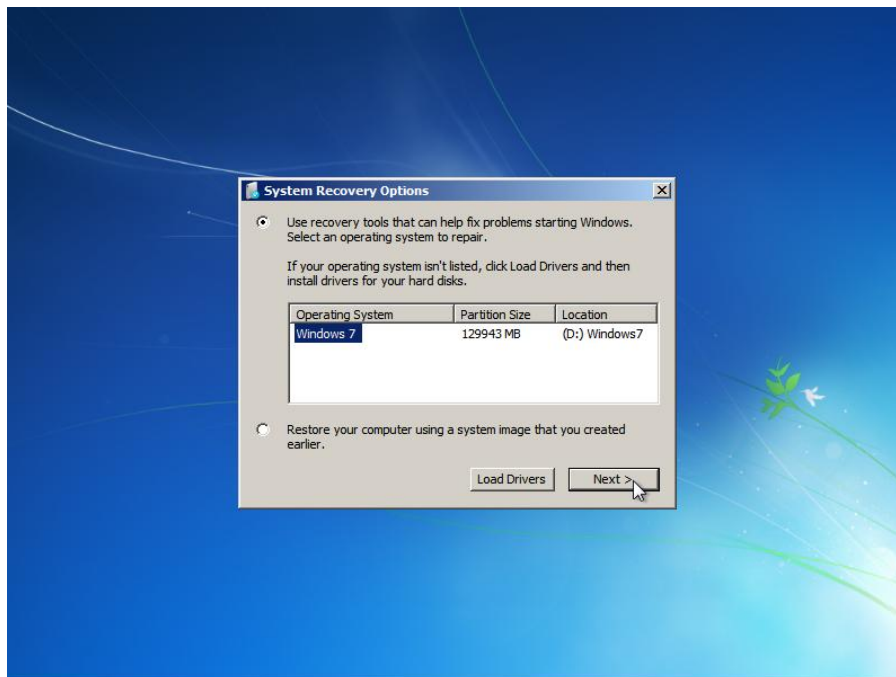 System Recovery Options
Use recovery tools that can help fix problems starting Windows.
Select an operating system to repair.
If your operating system isn't listed, click Load Drivers and then
install drivers for your hard disks.
Operating System Partition Size Location
Windows 7 129943 MB (D:) Windows7
Restore your computer using a system image that you created
earlier.
Load Drivers Next >